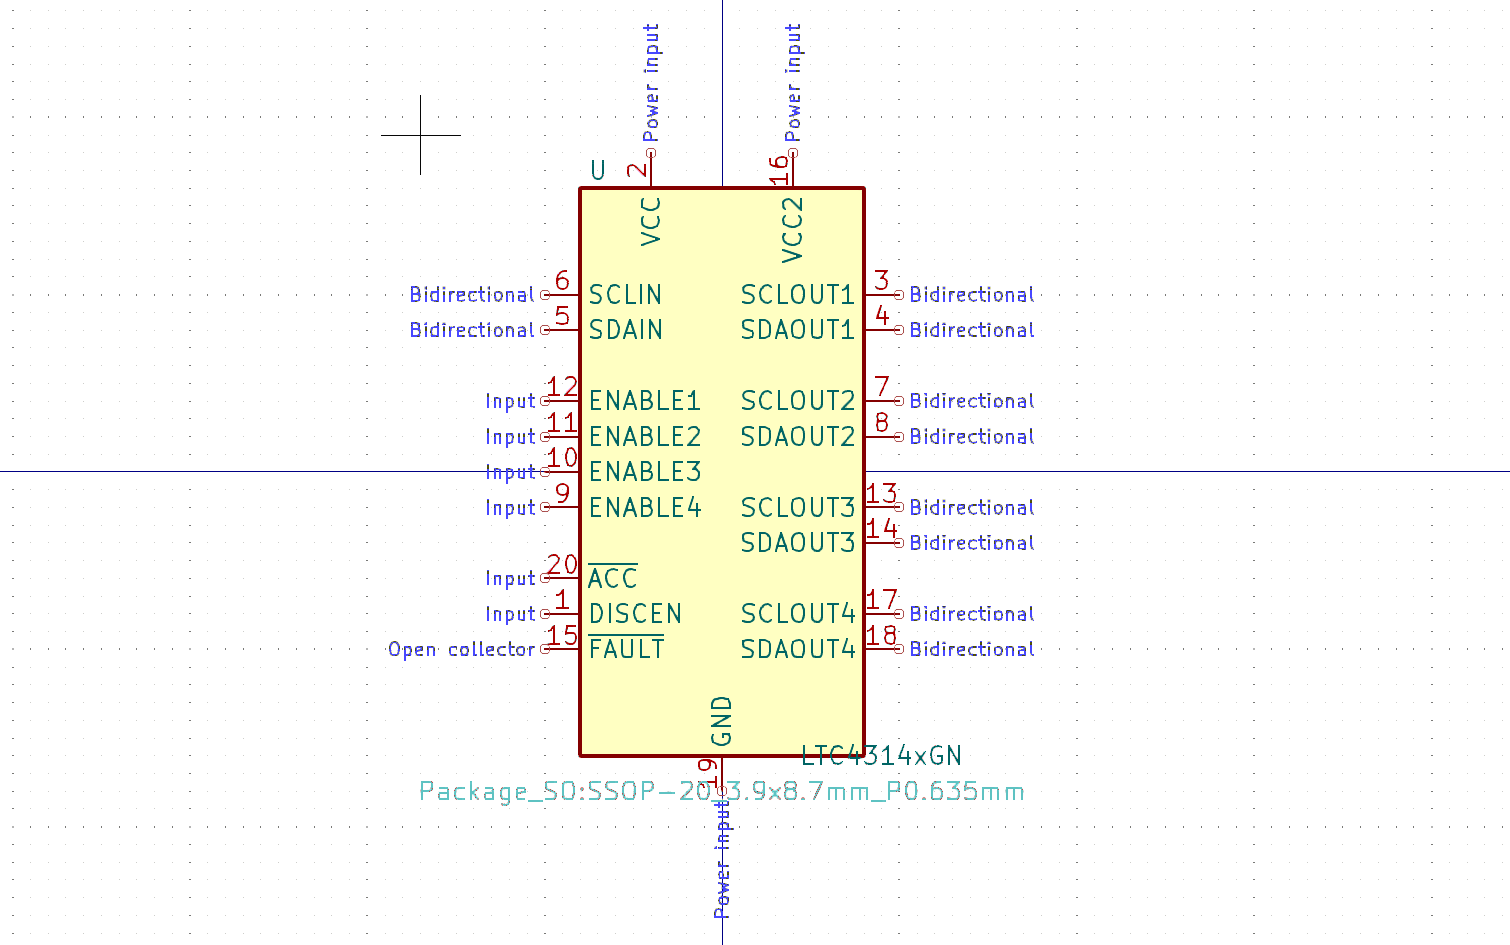 Power input
Power input
U
2
16
VCC
VCC2
Bidirectional 6 SCLIN SCLOUT1 3 Bidirectional
Bidirectional 5 SDAIN SDAOUT1 4 Bidirectional
Input 12 ENABLE1 SCLOUT2 7 Bidirectional
Input 11 ENABLE2 SDAOUT2 8 Bidirectional
Input 10 ENABLE3
Input 9 ENABLE4 SCLOUT3 13 Bidirectional
SDAOUT3 14 Bidirectional
Input 20 ACC
Input 1 DISCEN SCLOUT4 17 Bidirectional
Open collector 15 FAULT SDAOUT4 18 Bidirectional
GND
LTC4314xGN
19
Package_SO:SSOP-20_3.9x8.7mm_P0.635mm
Power input